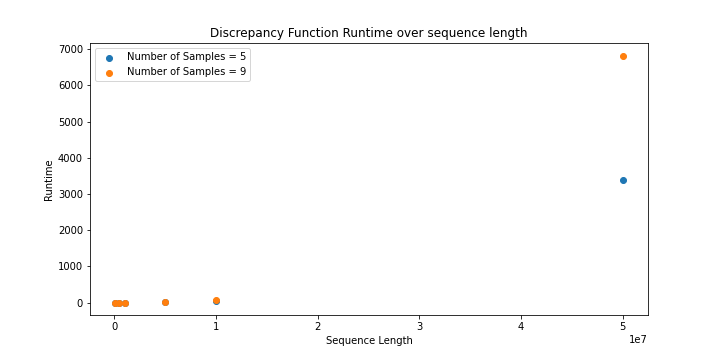 Discrepancy Function Runtime over sequence length
Number of Samples = 5
Number of Samples = 9
7000
6000
5000
4000
3000
2000
1000
0
Runtime
0
1
2
3
4
5
1e7
Sequence Length